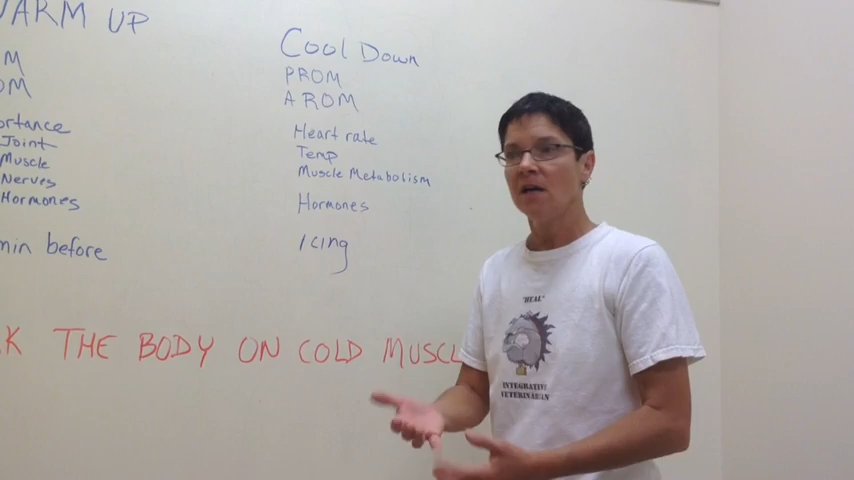 WARM UP
M
OM
ortance
Joint
Muscle
Nerves
Hormones
min before
Cool Down
PROM
AROM
Heart rate
Temp
Muscle Metabolism
Hormones
Icing
K THE BODY ON COLD MUSCL
"HEAL"
INTEGRATIVE
VETERINARIAN